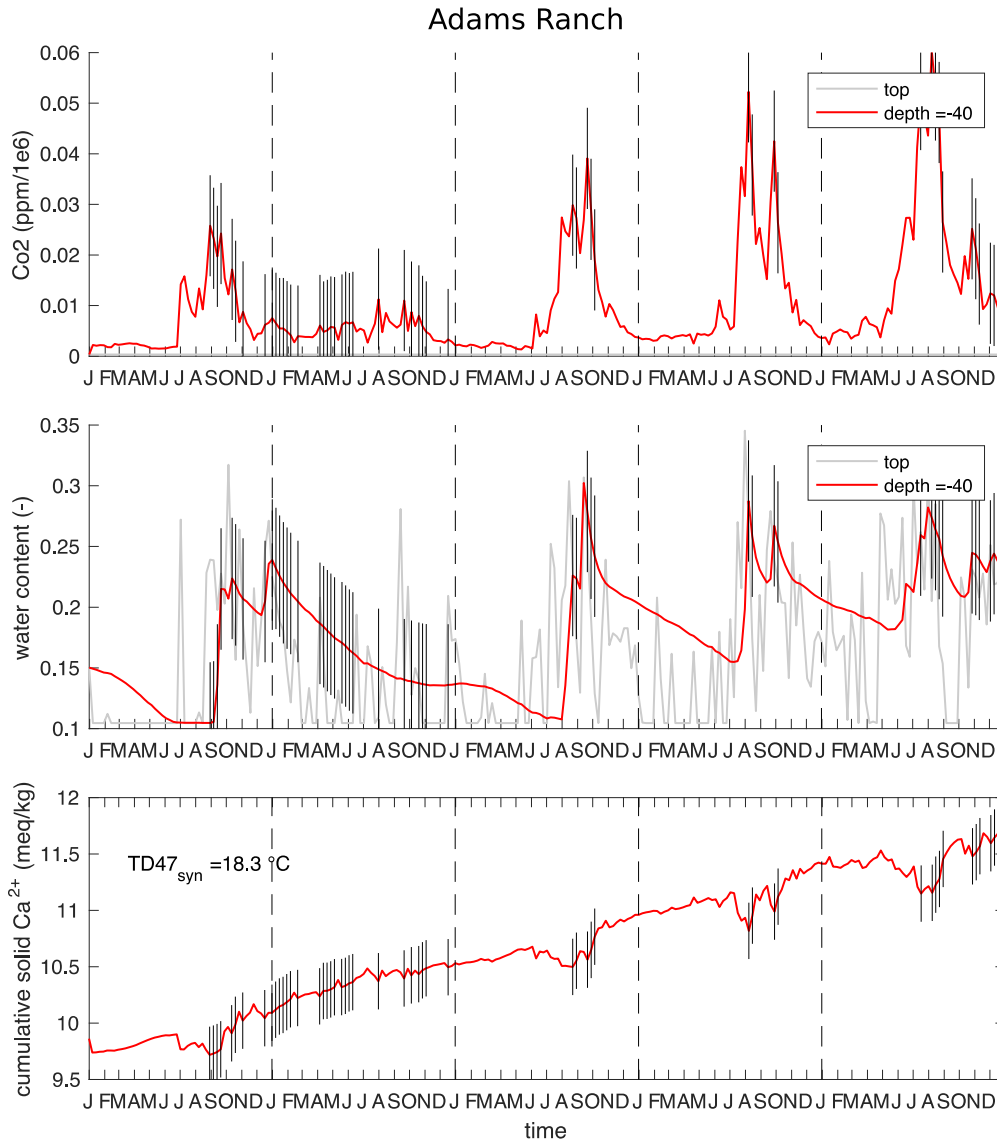 Adams Ranch
0.06
0.05
0.04
0.03
0.02
0.01
0
Co2 (ppm/1e6)
top
depth =-40
J FMAMJ J ASOND J FMAMJ J ASOND J FMAMJ J ASOND J FMAMJ J ASOND J FMAMJ J ASOND
0.35
0.3
0.25
0.2
0.15
0.1
water content (-)
top
depth =-40
J FMAMJ J ASOND J FMAMJ J ASOND J FMAMJ J ASOND J FMAMJ J ASOND J FMAMJ J ASOND
12
11.5
11
10.5
10
9.5
cumulative solid Ca2+ (meq/kg)
TD47syn =18.3 °C
J FMAMJ J ASOND J FMAMJ J ASOND J FMAMJ J ASOND J FMAMJ J ASOND J FMAMJ J ASOND
time